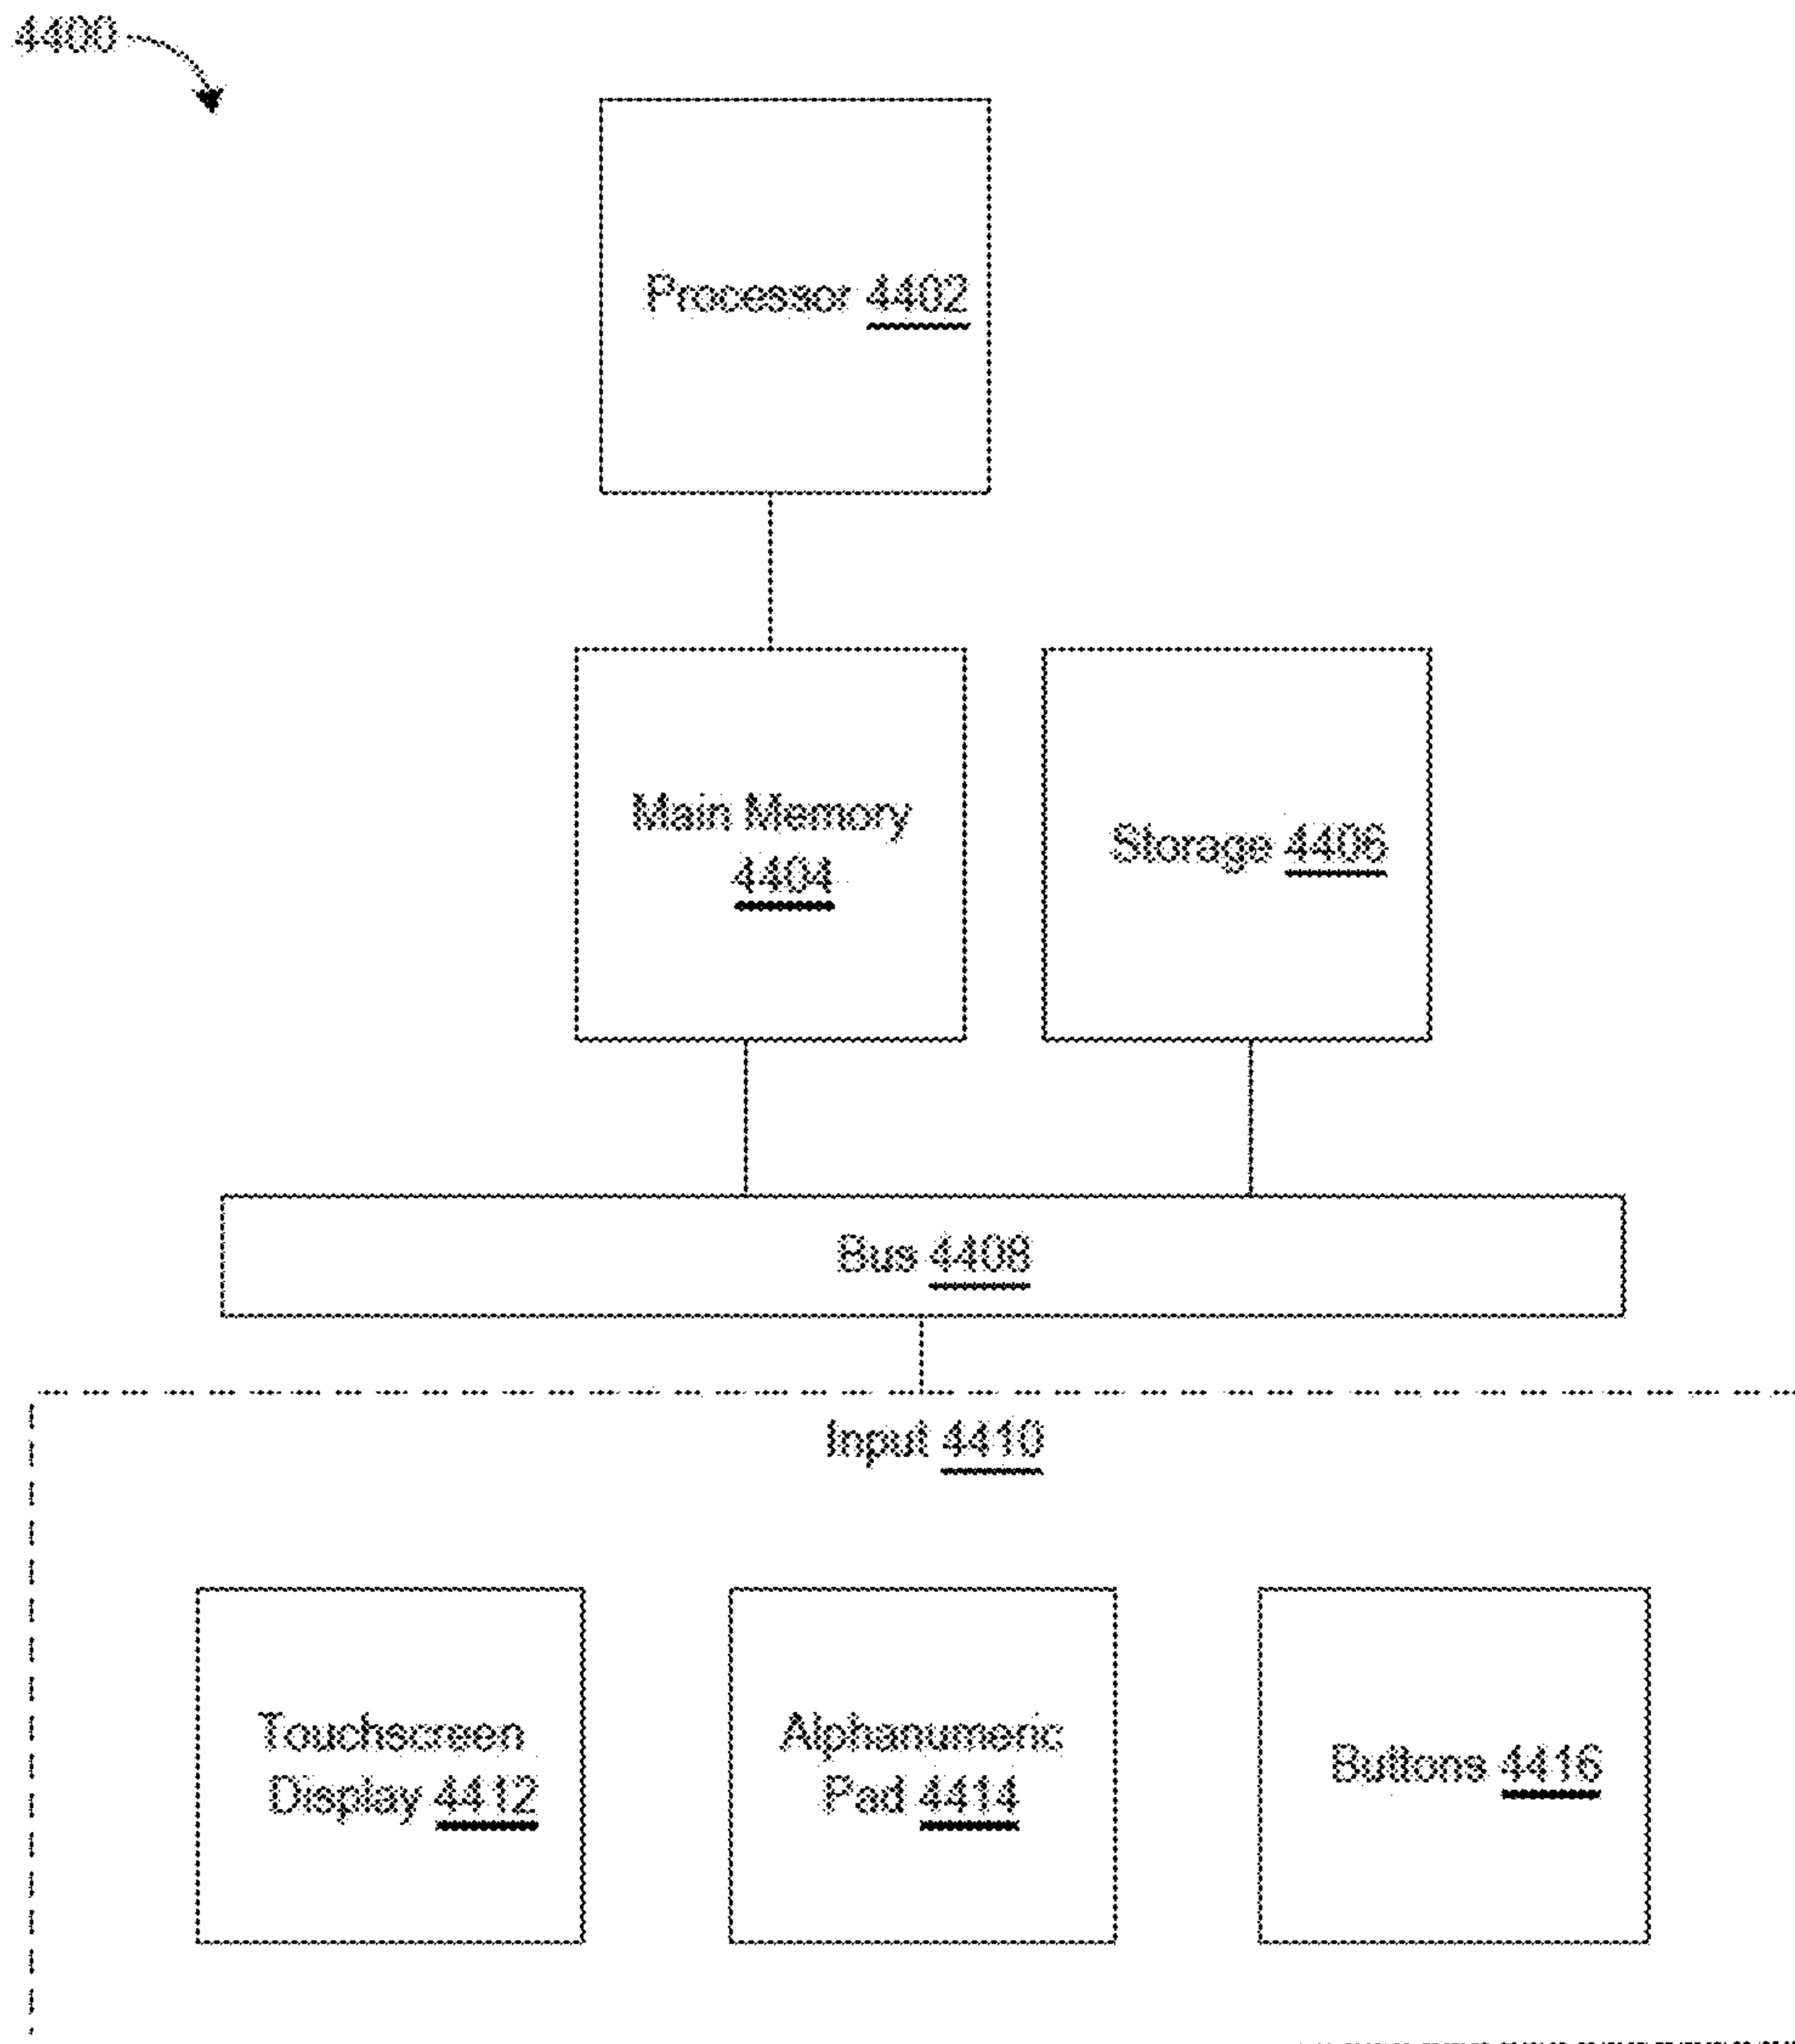 4400
Processor 4402
Main Memory
4404
Storage 4406
Bus 4408
Input 4410
Touchscreen
Display 4412
Alphanumeric
Pad 4414
Buttons 4416